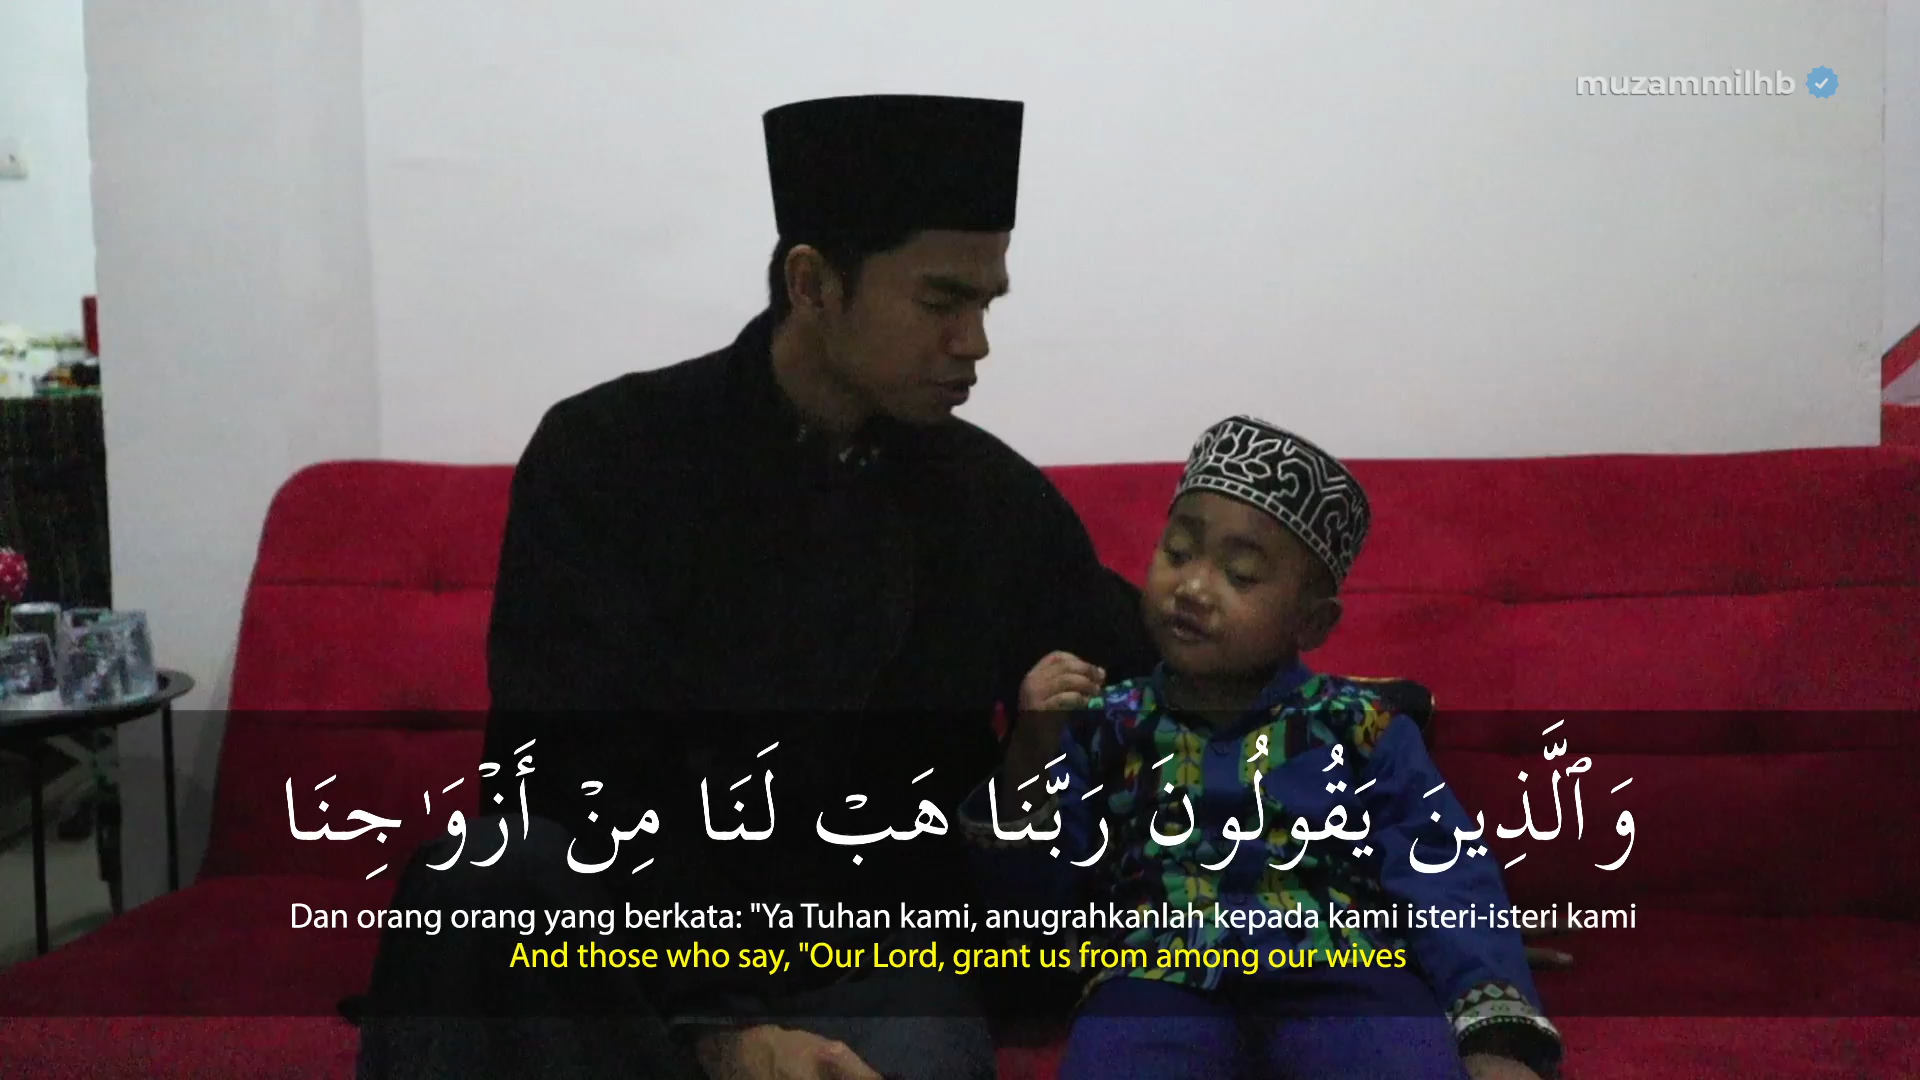 muzammilhb
وَٱلَّذِينَ يَقُولُونَ رَبَّنَا هَبْ لَنَا مِنْ أَزْوَٰجِنَا
Dan orang orang yang berkata: "Ya Tuhan kami, anugrahkanlah kepada kami isteri-isteri kami
And those who say, "Our Lord, grant us from among our wives